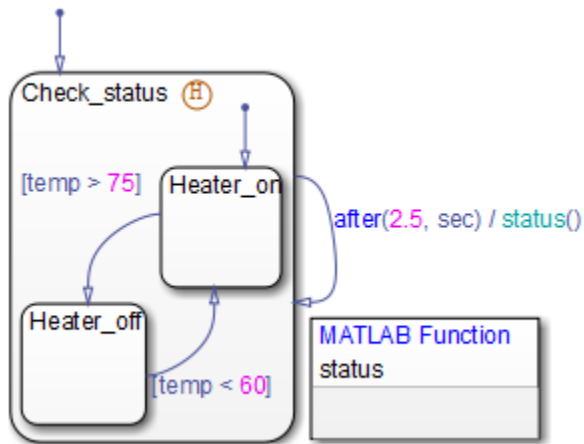 Check_status H
[temp > 75]
Heater_on
after(2.5, sec) / status()
Heater_off
[temp < 60]
MATLAB Function
status